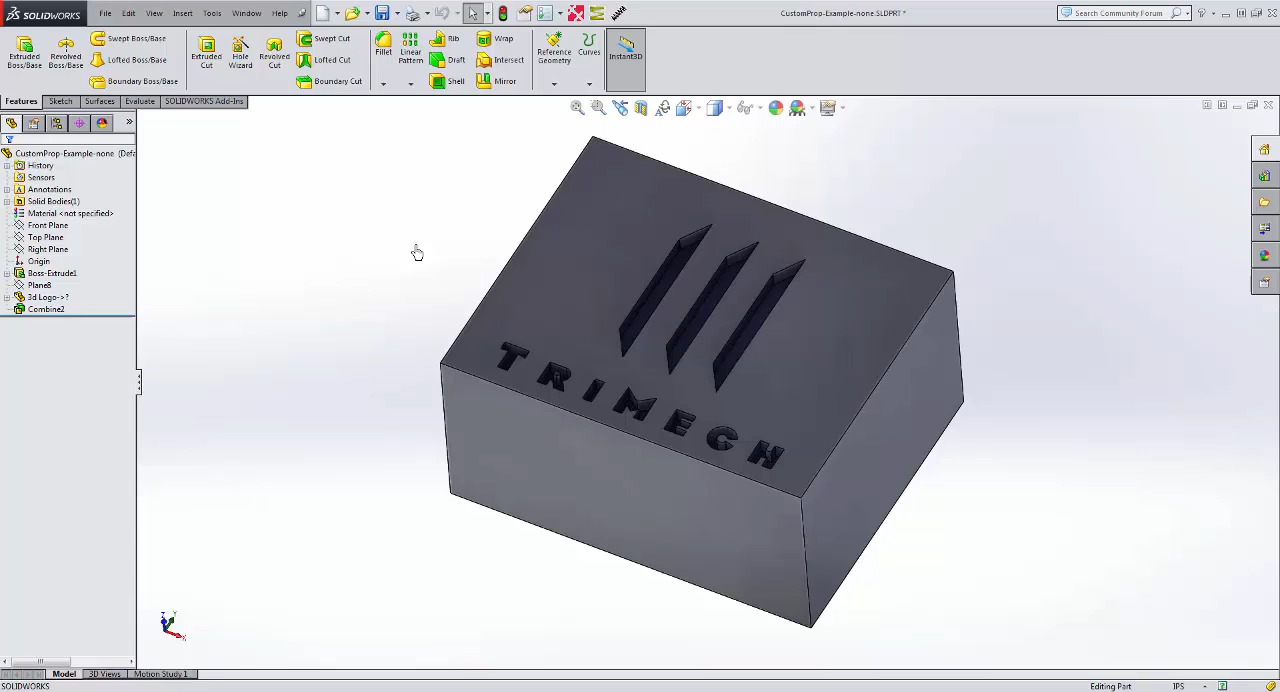 SOLIDWORKS File Edit View Insert Tools Window Help CustomProp-Example-none.SLDPRT * Search Community Forum
Extruded Boss/Base
Revolved Boss/Base
Swept Boss/Base
Lofted Boss/Base
Boundary Boss/Base
Extruded Cut
Hole Wizard
Revolved Cut
Swept Cut
Lofted Cut
Boundary Cut
Fillet
Linear Pattern
Rib
Draft
Shell
Wrap
Intersect
Mirror
Reference Geometry
Curves
Instant3D
Features Sketch Surfaces Evaluate SOLIDWORKS Add-Ins
CustomProp-Example-none (Defa
History
Sensors
Annotations
Solid Bodies(1)
Material <not specified>
Front Plane
Top Plane
Right Plane
Origin
Boss-Extrude1
Plane8
3d Logo->?
Combine2
TRIMECH
Z Y X
Model 3D Views Motion Study 1
SOLIDWORKS Editing Part IPS